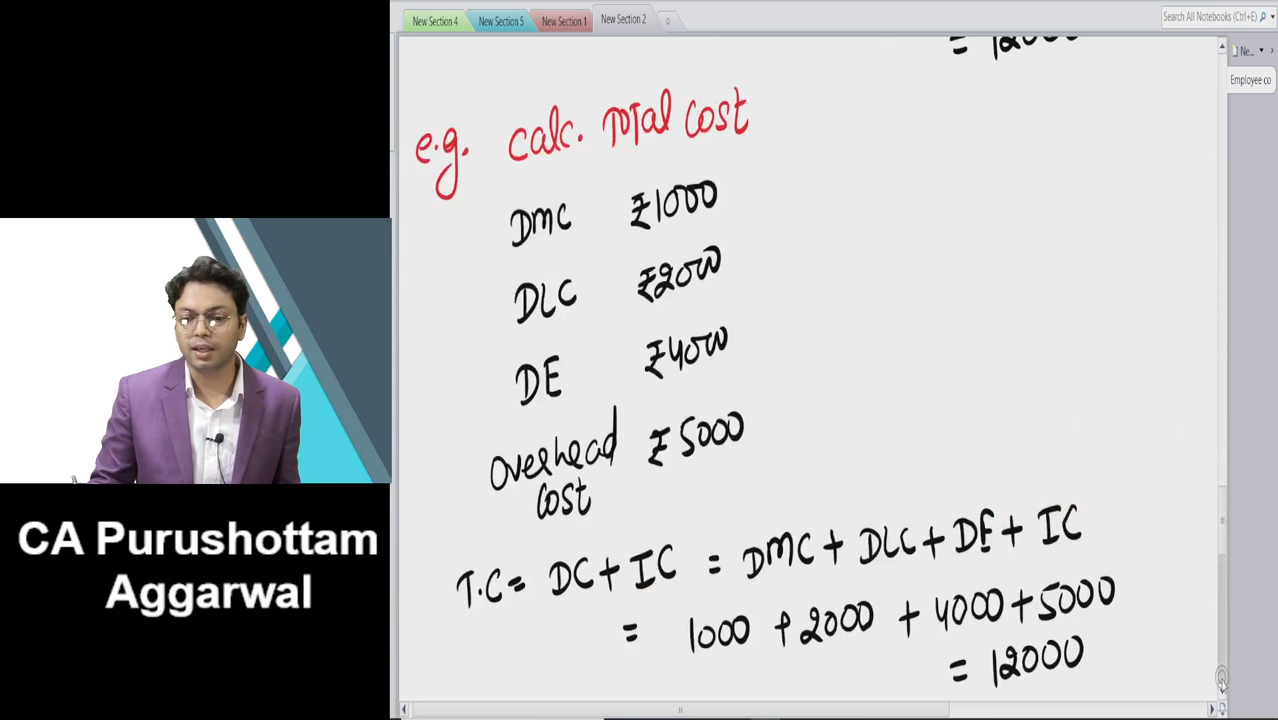 New Section 4 New Section 5 New Section 1 New Section 2
Search All Notebooks (Ctrl+E)
Ne...
Employee co
= 12000
e.g. calc. Total cost
DMC ₹1000
DLC ₹2000
DE ₹4000
overhead ₹5000
cost
T.C = DC + IC = DMC + DLC + DE + IC
= 1000 + 2000 + 4000 + 5000
= 12000
CA Purushottam
Aggarwal